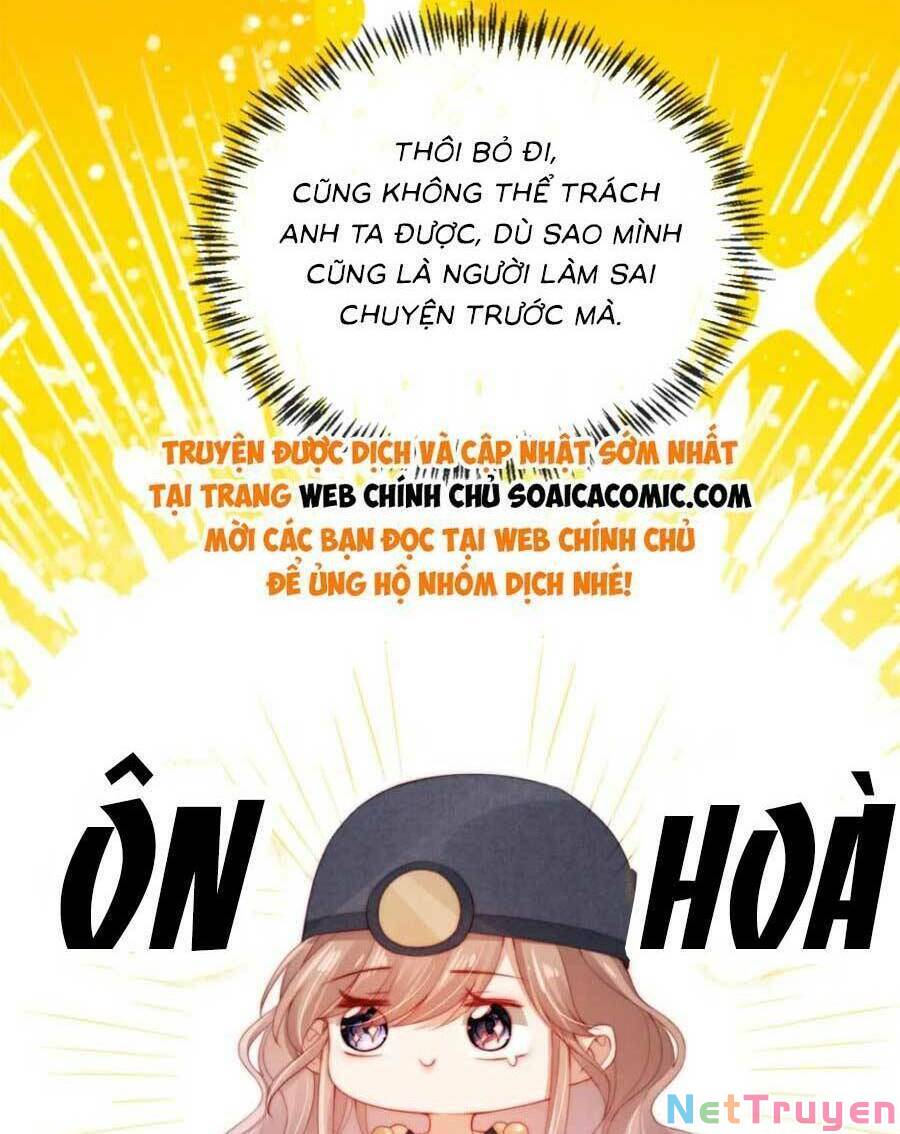 THÔI BỎ ĐI,
CŨNG KHÔNG THỂ TRÁCH
ANH TA ĐƯỢC, DÙ SAO MÌNH
CŨNG LÀ NGƯỜI LÀM SAI
CHUYỆN TRƯỚC MÀ.
TRUYỆN ĐƯỢC DỊCH VÀ CẬP NHẬT SỚM NHẤT
TẠI TRANG WEB CHÍNH CHỦ SOAICACOMIC.COM
MỜI CÁC BẠN ĐỌC TẠI WEB CHÍNH CHỦ
ĐỂ ỦNG HỘ NHÓM DỊCH NHÉ!
ÔN HOÀ
NetTruyen